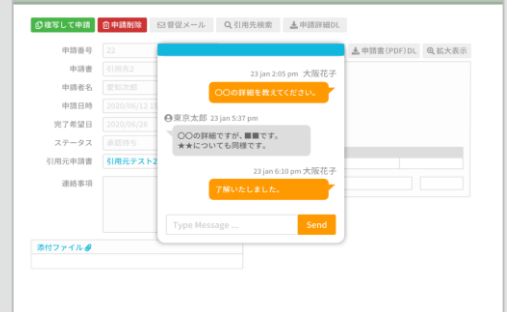 複写して申請 申請削除 督促メール 引用先検索 申請詳細DL
申請番号 22
申請書 引用先2
申請者名 愛知次郎
申請日時
完了希望日 2020/06/26
ステータス 承認待ち
引用元申請書 引用元テスト2
連絡事項
添付ファイル
申請書(PDF)DL 拡大表示
23 jan 2:05 pm 大阪花子
〇〇の詳細を教えてください。
東京太郎 23 jan 5:37 pm
〇〇の詳細ですが、■■です。
★★についても同様です。
23 jan 6:10 pm 大阪花子
了解いたしました。
Type Message ...
Send